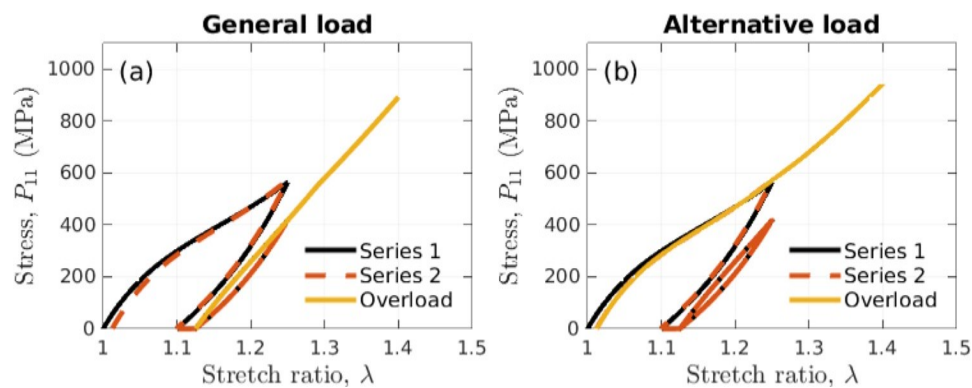 General load
(a)
1000
800
600
400
200
0
Stress, P11 (MPa)
Series 1
Series 2
Overload
1 1.1 1.2 1.3 1.4 1.5
Stretch ratio, λ
Alternative load
(b)
1000
800
600
400
200
0
Stress, P11 (MPa)
Series 1
Series 2
Overload
1 1.1 1.2 1.3 1.4 1.5
Stretch ratio, λ